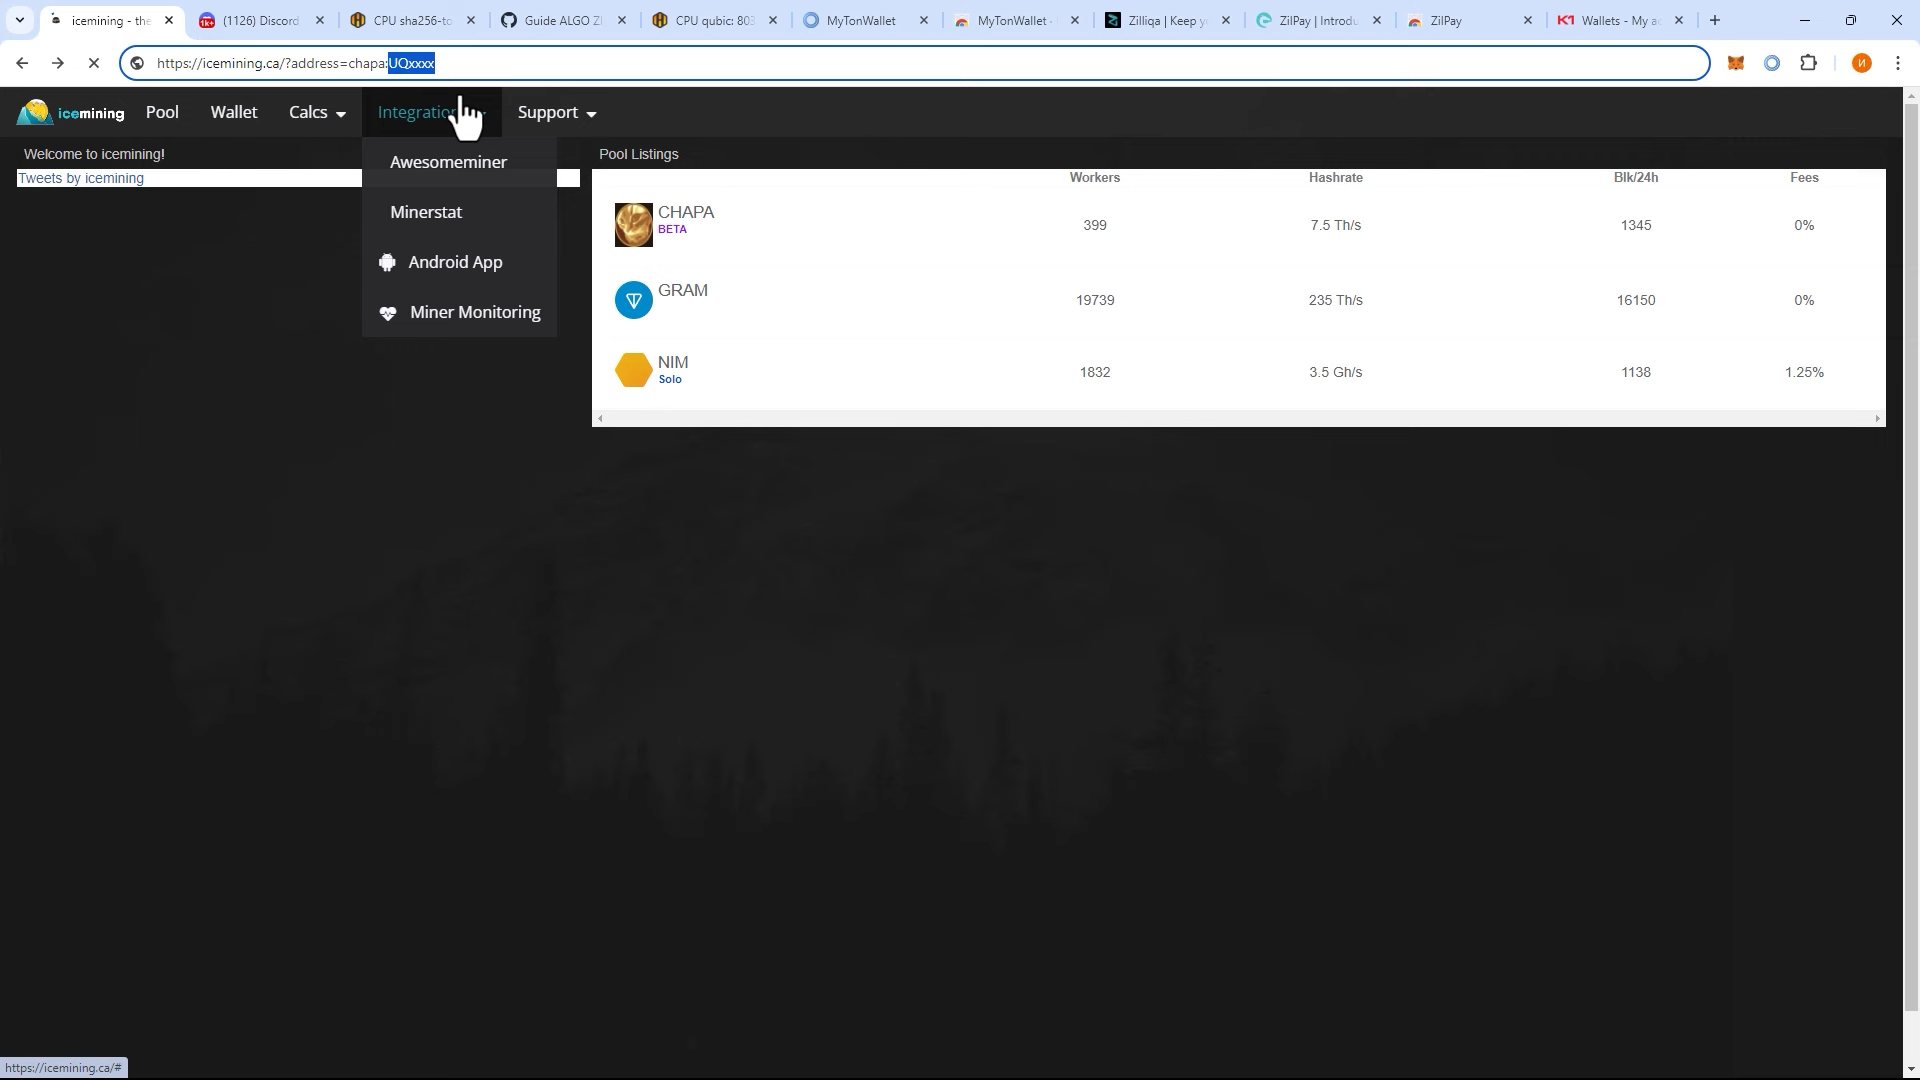 icemining - the
(1126) Discord
CPU sha256-to
Guide ALGO ZI
CPU qubic: 803
MyTonWallet
MyTonWallet -
Zilliqa | Keep y
ZilPay | Introdu
ZilPay
Wallets - My ac
https://icemining.ca/?address=chapa:UQxxxx
icemining
Pool
Wallet
Calcs
Integration
Support
Welcome to icemining!
Tweets by icemining
Awesomeminer
Minerstat
Android App
Miner Monitoring
Pool Listings
Workers Hashrate Blk/24h Fees
CHAPA
BETA
399 7.5 Th/s 1345 0%
GRAM
19739 235 Th/s 16150 0%
NIM
Solo
1832 3.5 Gh/s 1138 1.25%
https://icemining.ca/#